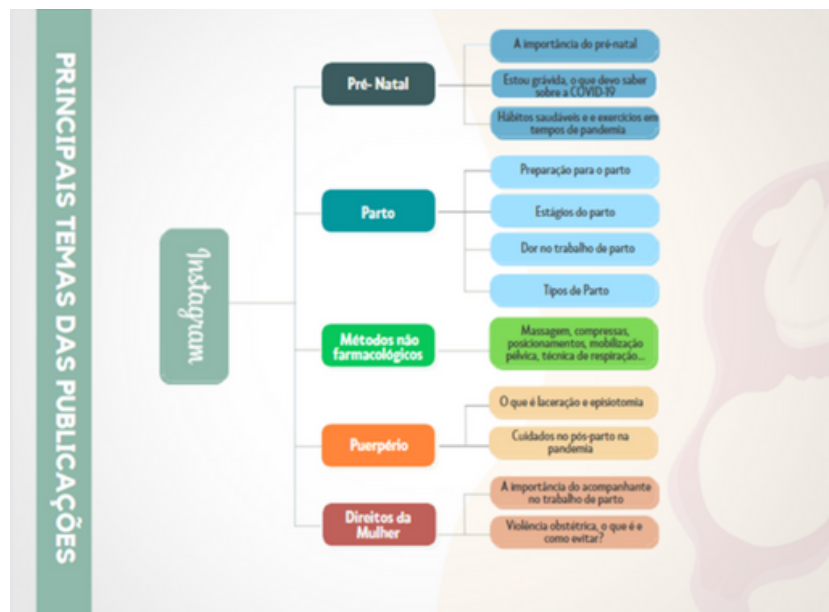 PRINCIPAIS TEMAS DAS PUBLICAÇÕES
Instagram
Pré- Natal
A importância do pré-natal
Estou grávida, o que devo saber
sobre a COVID-19
Hábitos saudáveis e e exercícios em
tempos de pandemia
Parto
Preparação para o parto
Estágios do parto
Dor no trabalho de parto
Tipos de Parto
Métodos não
farmacológicos
Massagem, compressas,
posicionamentos, mobilização
pélvica, técnica de respiração...
Puerpério
O que é laceração e episiotomia
Cuidados no pós-parto na
pandemia
Direitos da
Mulher
A importância do acompanhante
no trabalho de parto
Violência obstétrica, o que é e
como evitar?